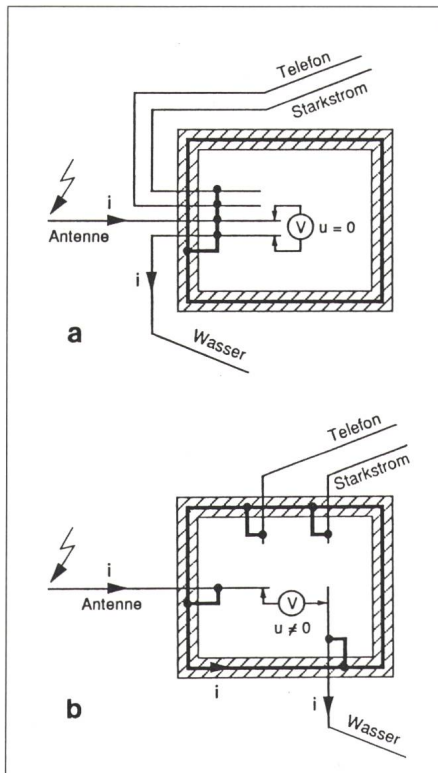 Telefon
Starkstrom
i
Antenne
V u = 0
i
a
Wasser
Telefon
Starkstrom
i
Antenne
V
u ≠ 0
i
i
b
Wasser